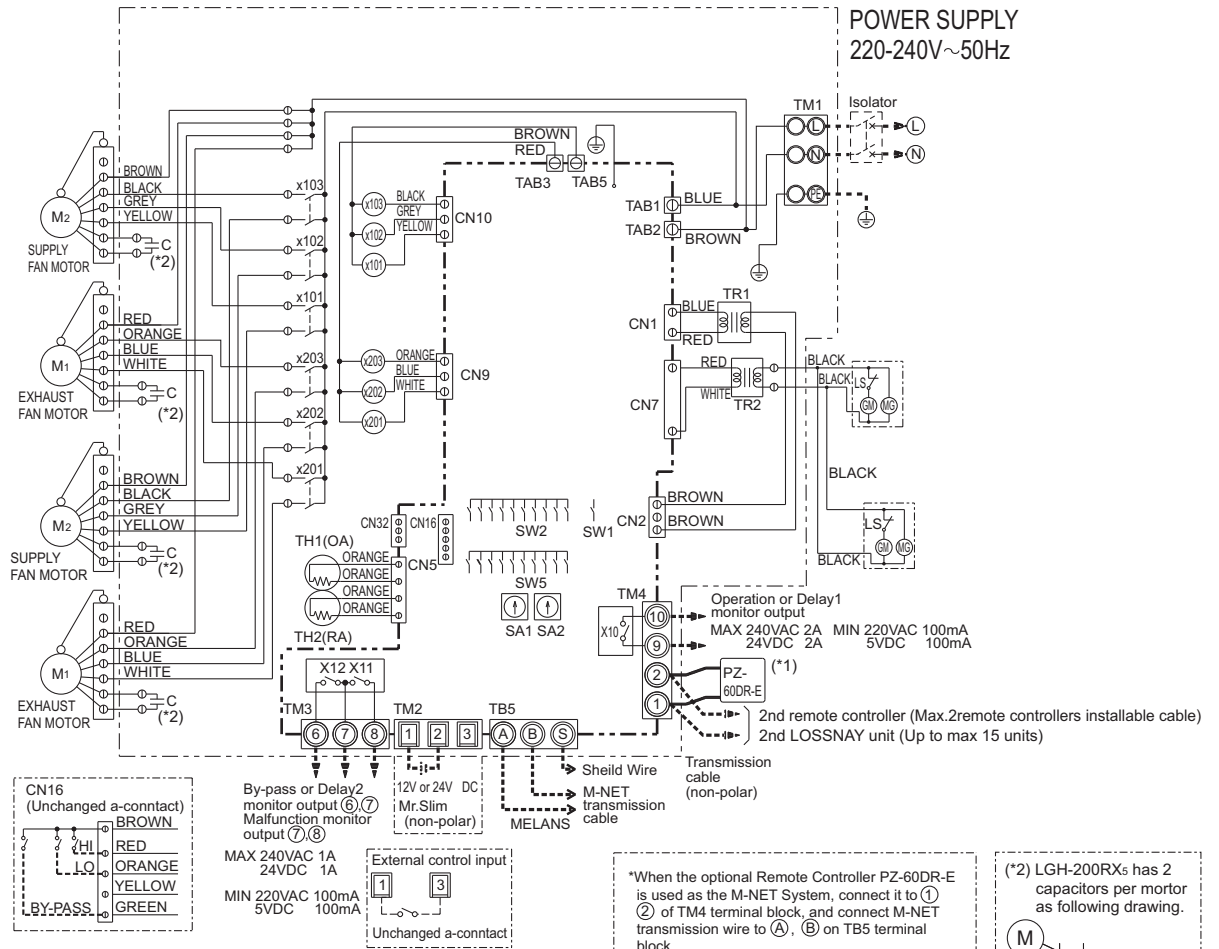 POWER SUPPLY
220-240V～50Hz
TM1
Isolator
L
L
N
N
PE
BROWN
RED
TAB3
TAB5
TAB1
BLUE
TAB2
BROWN
BROWN
BLACK
GREY
YELLOW
M2
SUPPLY
FAN MOTOR
C
(*2)
x103
x102
x101
x103
x102
x101
BLACK
GREY
YELLOW
CN10
RED
ORANGE
BLUE
WHITE
M1
EXHAUST
FAN MOTOR
C
(*2)
x203
x202
x201
x203
x202
x201
ORANGE
BLUE
WHITE
CN9
CN1
BLUE
RED
TR1
CN7
RED
WHITE
TR2
BLACK
BLACK
LS
GM
MG
BLACK
LS
GM
MG
BLACK
BROWN
BLACK
GREY
YELLOW
M2
SUPPLY
FAN MOTOR
C
(*2)
CN2
BROWN
BROWN
CN32
CN16
SW2
SW1
SW5
SA1 SA2
TH1(OA)
ORANGE
ORANGE
ORANGE
ORANGE
CN5
TH2(RA)
RED
ORANGE
BLUE
WHITE
M1
EXHAUST
FAN MOTOR
C
(*2)
TM4
X10
10
9
2
1
Operation or Delay1
monitor output
MAX 240VAC 2A MIN 220VAC 100mA
24VDC 2A 5VDC 100mA
(*1)
PZ-
60DR-E
2nd remote controller (Max.2remote controllers installable cable)
2nd LOSSNAY unit (Up to max 15 units)
Transmission
cable
(non-polar)
X12 X11
TM3
6 7 8
TM2
1 2 3
TB5
A B S
By-pass or Delay2
monitor output ⑥,⑦
Malfunction monitor
output ⑦,⑧
MAX 240VAC 1A
24VDC 1A
MIN 220VAC 100mA
5VDC 100mA
12V or 24V DC
Mr.Slim
(non-polar)
Sheild Wire
M-NET
transmission
cable
MELANS
CN16
(Unchanged a-conntact)
BROWN
HI RED
LO ORANGE
YELLOW
BY-PASS GREEN
External control input
1 3
Unchanged a-conntact
*When the optional Remote Controller PZ-60DR-E
is used as the M-NET System, connect it to ①
② of TM4 terminal block, and connect M-NET
transmission wire to Ⓐ, Ⓑ on TB5 terminal
block
(*2) LGH-200RX5 has 2
capacitors per mortor
as following drawing.
M